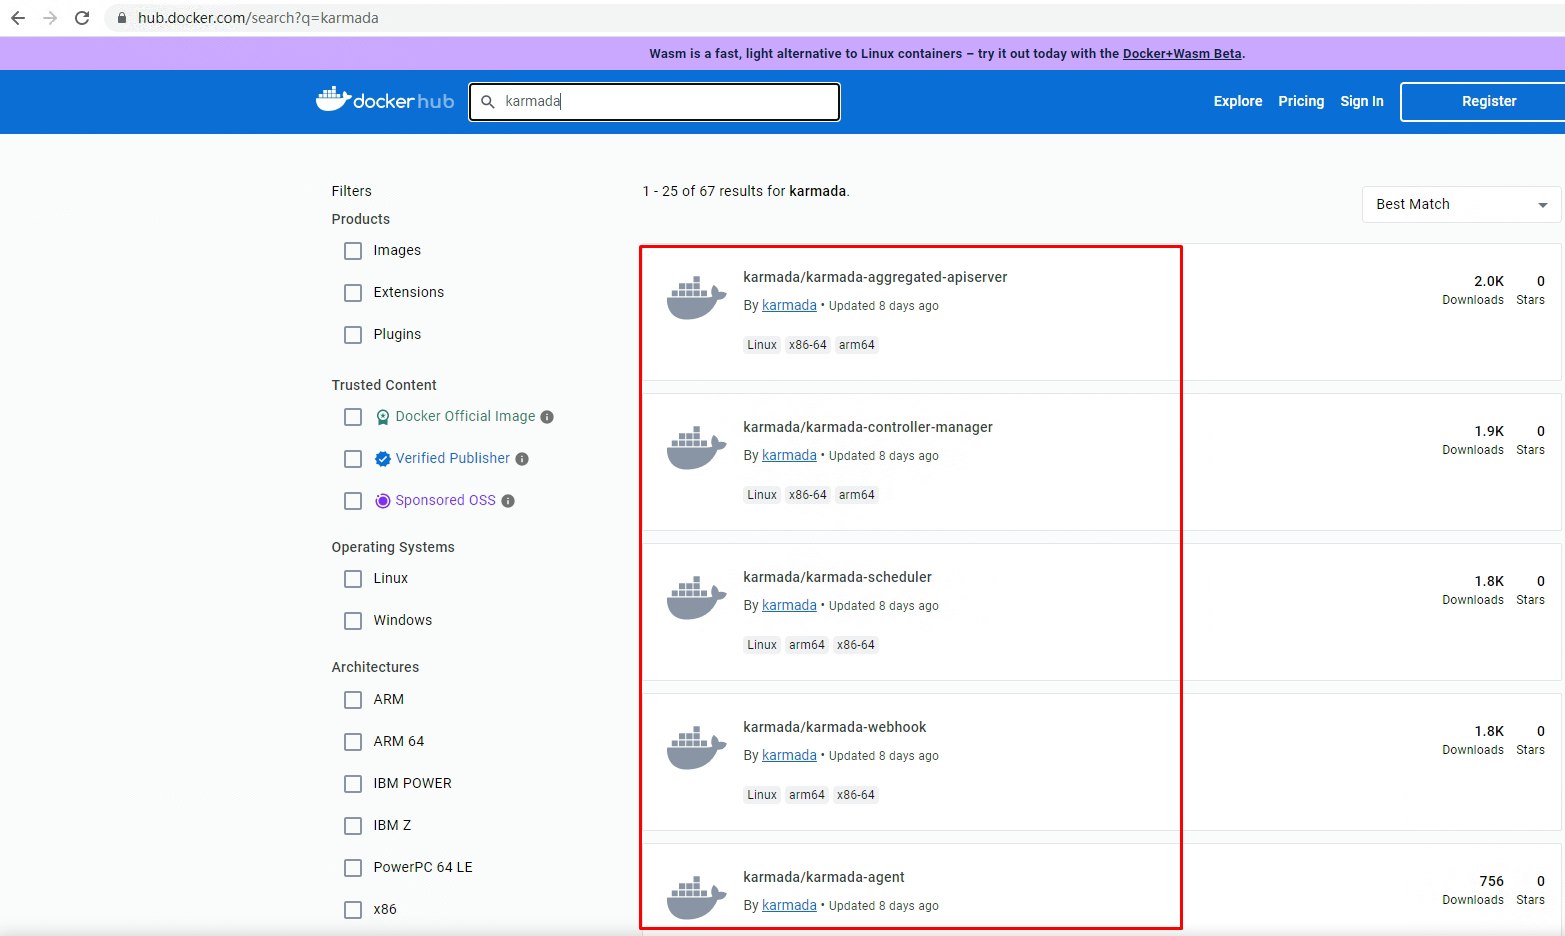 hub.docker.com/search?q=karmada
Wasm is a fast, light alternative to Linux containers – try it out today with the Docker+Wasm Beta.
docker hub
karmada
Explore
Pricing
Sign In
Register
Filters
Products
Images
Extensions
Plugins
Trusted Content
Docker Official Image
Verified Publisher
Sponsored OSS
Operating Systems
Linux
Windows
Architectures
ARM
ARM 64
IBM POWER
IBM Z
PowerPC 64 LE
x86
1 - 25 of 67 results for karmada.
Best Match
karmada/karmada-aggregated-apiserver
By karmada • Updated 8 days ago
Linux x86-64 arm64
2.0K 0
Downloads Stars
karmada/karmada-controller-manager
By karmada • Updated 8 days ago
Linux x86-64 arm64
1.9K 0
Downloads Stars
karmada/karmada-scheduler
By karmada • Updated 8 days ago
Linux arm64 x86-64
1.8K 0
Downloads Stars
karmada/karmada-webhook
By karmada • Updated 8 days ago
Linux arm64 x86-64
1.8K 0
Downloads Stars
karmada/karmada-agent
By karmada • Updated 8 days ago
756 0
Downloads Stars